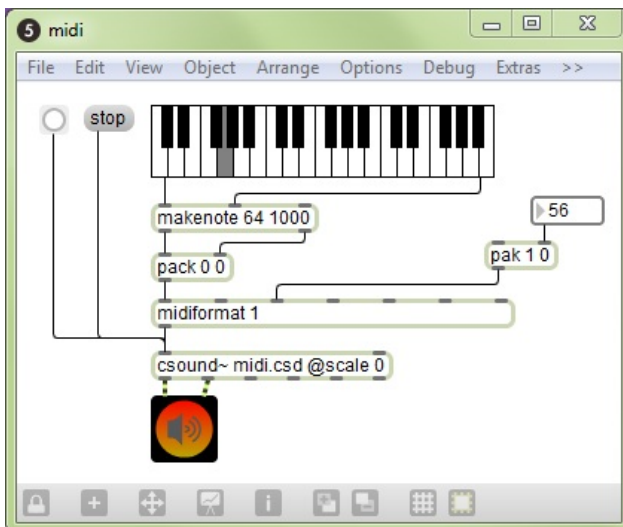 5 midi
File Edit View Object Arrange Options Debug Extras >>
stop
makenote 64 1000
56
pack 0 0
pak 1 0
midiformat 1
csound~ midi.csd @scale 0
i